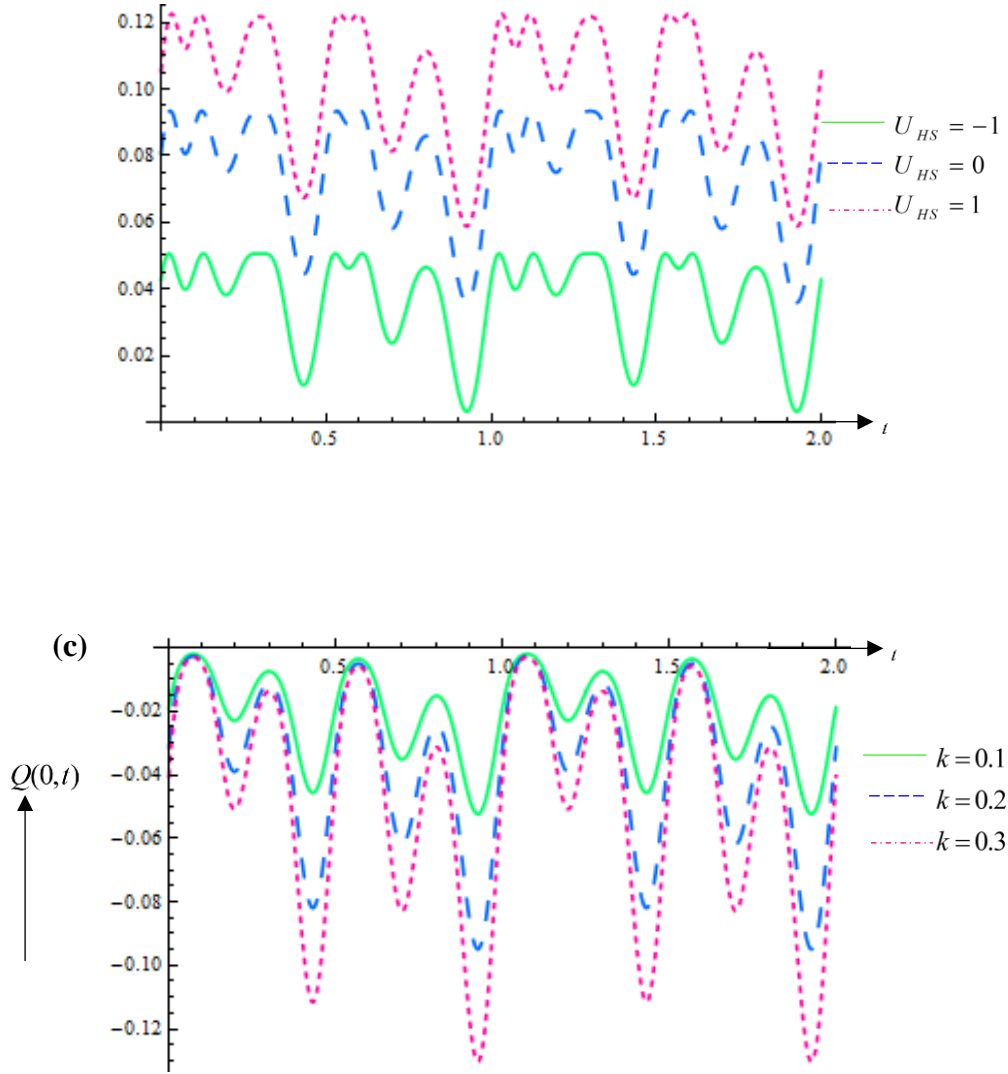 0.12
0.10
0.08
0.06
0.04
0.02
0.5 1.0 1.5 2.0 t
U_HS = −1
U_HS = 0
U_HS = 1
(c)
0.5 1.0 1.5 2.0 t
−0.02
−0.04
−0.06
−0.08
−0.10
−0.12
Q(0,t)
k = 0.1
k = 0.2
k = 0.3